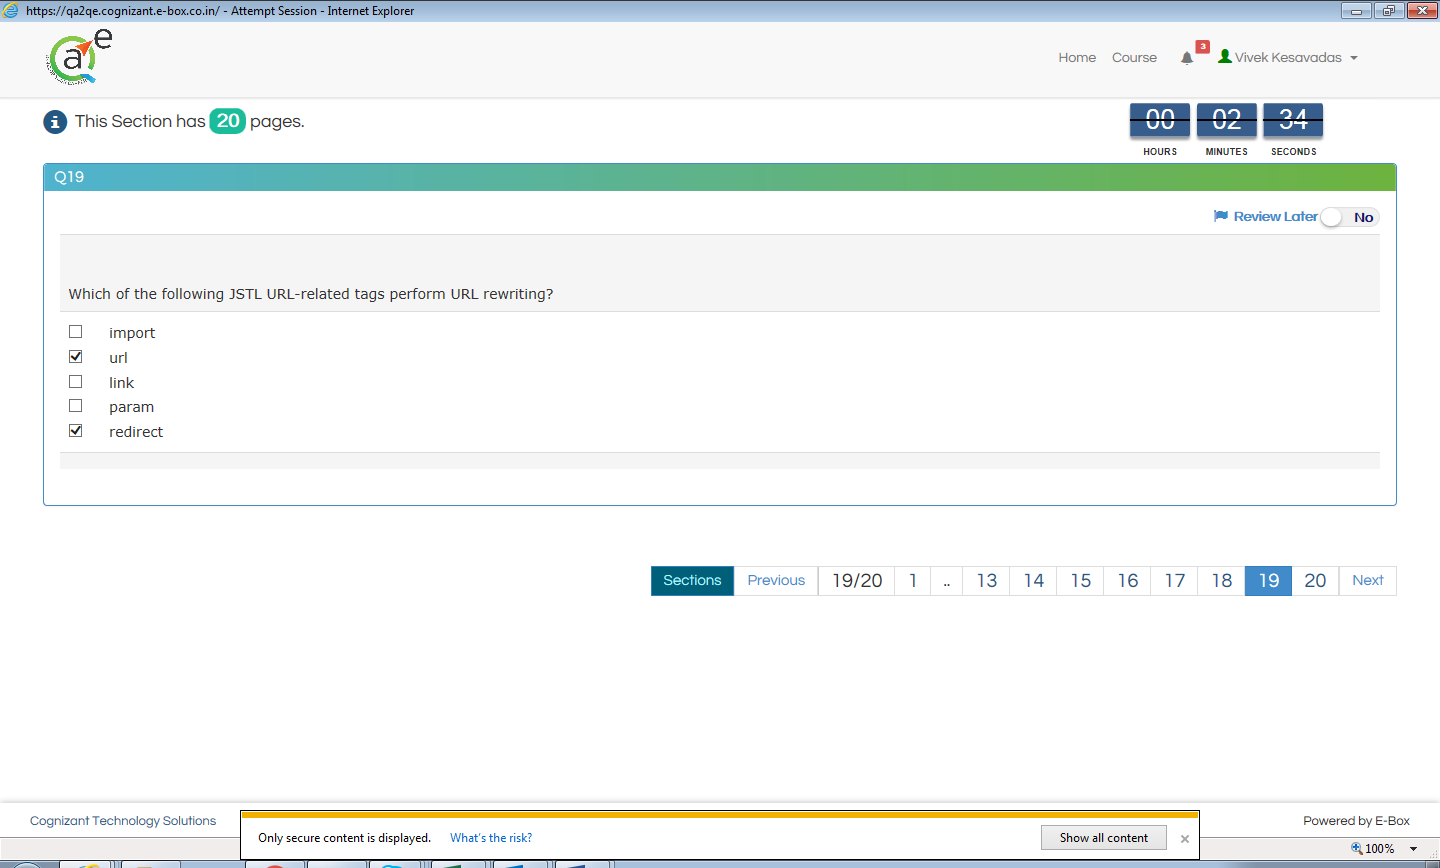 https://qa2qe.cognizant.e-box.co.in/ - Attempt Session - Internet Explorer
a e
Home Course 3 Vivek Kesavadas
This Section has 20 pages.
00 02 34
HOURS MINUTES SECONDS
Q19
Review Later No
Which of the following JSTL URL-related tags perform URL rewriting?
import
url
link
param
redirect
Sections Previous 19/20 1 .. 13 14 15 16 17 18 19 20 Next
Cognizant Technology Solutions
Powered by E-Box
Only secure content is displayed. What's the risk? Show all content
100%